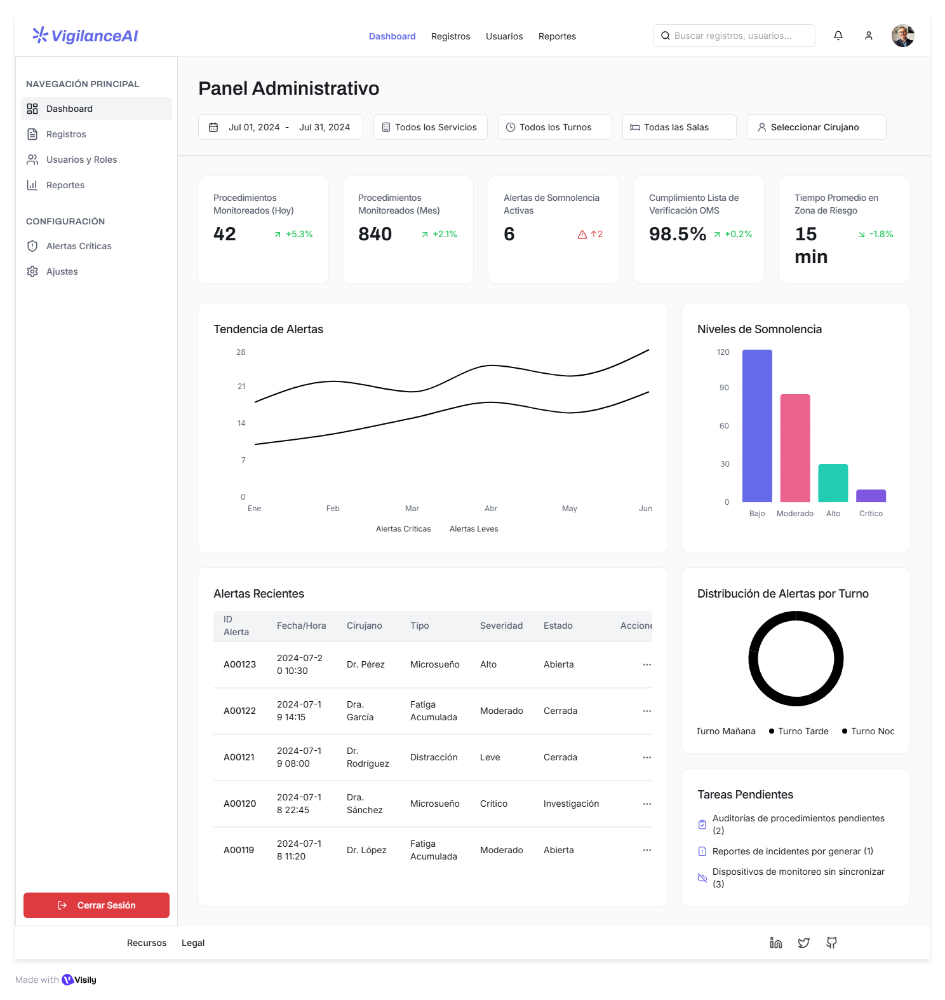 VigilanceAI
Dashboard
Registros
Usuarios
Reportes
Buscar registros, usuarios...
NAVEGACIÓN PRINCIPAL
Dashboard
Registros
Usuarios y Roles
Reportes
CONFIGURACIÓN
Alertas Críticas
Ajustes
Cerrar Sesión
Panel Administrativo
Jul 01, 2024 - Jul 31, 2024
Todos los Servicios
Todos los Turnos
Todas las Salas
Seleccionar Cirujano
Procedimientos
Monitoreados (Hoy)
42
+5.3%
Procedimientos
Monitoreados (Mes)
840
+2.1%
Alertas de Somnolencia
Activas
6
↑2
Cumplimiento Lista de
Verificación OMS
98.5%
+0.2%
Tiempo Promedio en
Zona de Riesgo
15
min
-1.8%
Tendencia de Alertas
28
21
14
7
0
Ene
Feb
Mar
Abr
May
Jun
Alertas Críticas
Alertas Leves
Niveles de Somnolencia
120
90
60
30
0
Bajo
Moderado
Alto
Crítico
Alertas Recientes
ID
Alerta
Fecha/Hora
Cirujano
Tipo
Severidad
Estado
Accione
A00123
2024-07-2
0 10:30
Dr. Pérez
Microsueño
Alto
Abierta
...
A00122
2024-07-1
9 14:15
Dra.
García
Fatiga
Acumulada
Moderado
Cerrada
...
A00121
2024-07-1
9 08:00
Dr.
Rodríguez
Distracción
Leve
Cerrada
...
A00120
2024-07-1
8 22:45
Dra.
Sánchez
Microsueño
Crítico
Investigación
...
A00119
2024-07-1
8 11:20
Dr. López
Fatiga
Acumulada
Moderado
Abierta
...
Distribución de Alertas por Turno
Turno Mañana
Turno Tarde
Turno Noc
Tareas Pendientes
Auditorías de procedimientos pendientes
(2)
Reportes de incidentes por generar (1)
Dispositivos de monitoreo sin sincronizar
(3)
Recursos
Legal
Made with Visily